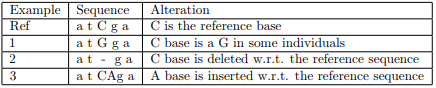 Example Sequence Alteration
Ref a t C g a C is the reference base
1 a t G g a C base is a G in some individuals
2 a t - g a C base is deleted w.r.t. the reference sequence
3 a t CAg a A base is inserted w.r.t. the reference sequence